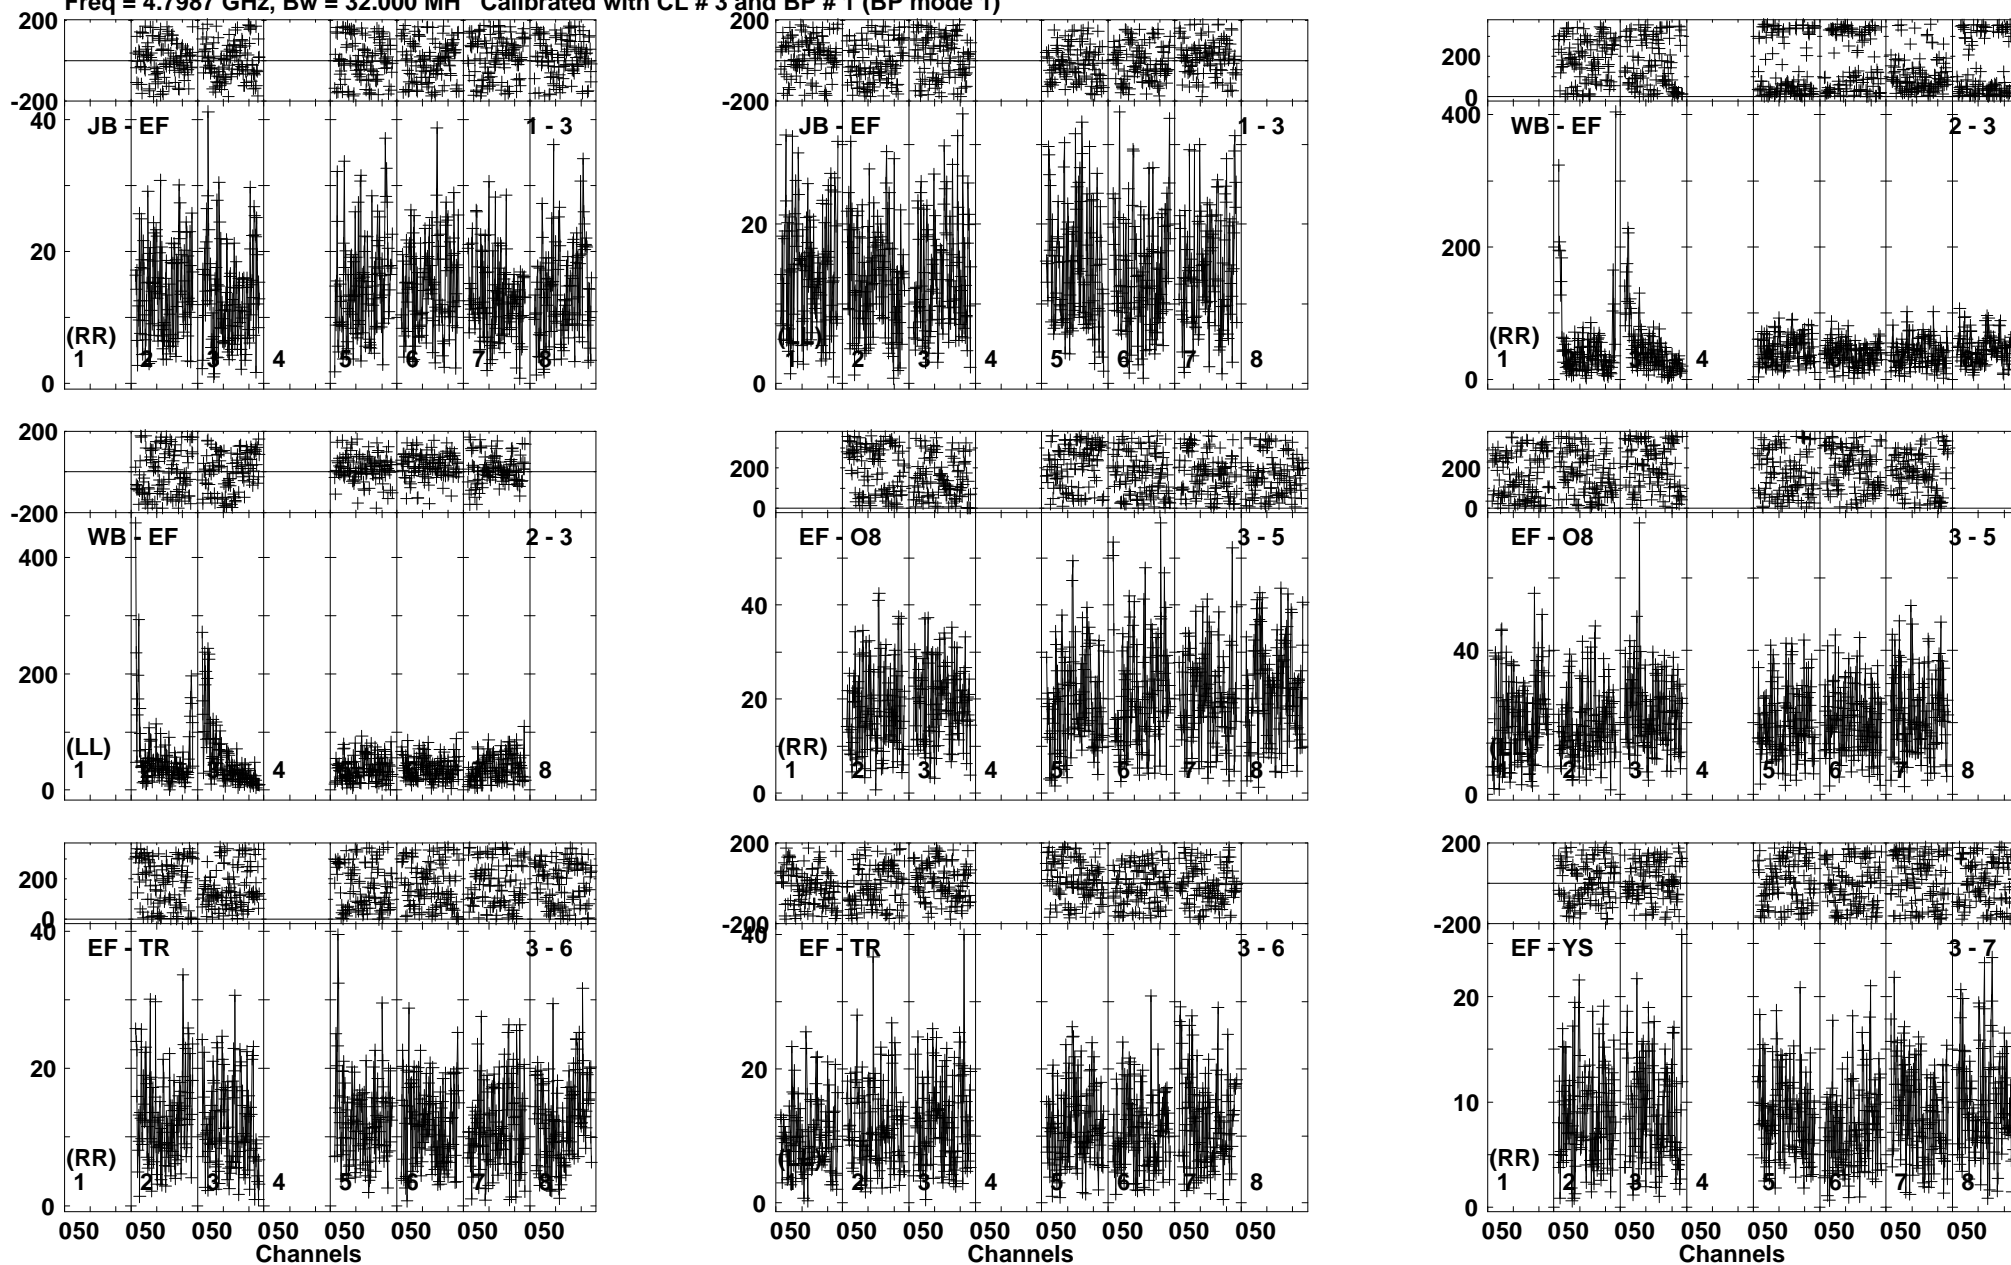 Freq = 4.7987 GHz, Bw = 32.000 MH Calibrated with CL # 3 and BP # 1 (BP mode 1)
200 200
200
0
-200 -200
40 JB - EF 1 - 3 JB - EF 1 - 3 400 WB - EF 2 - 3
20 20 200
(RR) (LL) (RR)
1 2 3 4 5 6 7 8 1 2 3 4 5 6 7 8 1 4
0 0 0
200
200 200
-200 0 0
WB - EF 2 - 3 EF - O8 3 - 5 EF - O8 3 - 5
400
200 40 40
20
(LL) (RR)
1 4 8 1 2 3 4 5 6 7 8 2 3 4 5 6 7 8
0 0 0
200 200
200
0 -200 -200
40 EF - TR 3 - 6 40 EF - TR 3 - 6 EF - YS 3 - 7
20 20 20
10
(RR) (RR)
1 2 3 4 5 6 7 8 1 2 3 4 5 6 7 8 1 2 3 4 5 6 7 8
0 0 0
050 050 050 050 050 050 050 050 050 050 050 050 050 050 050 050 050 050 050 050 050 050 050 050
Channels Channels Channels